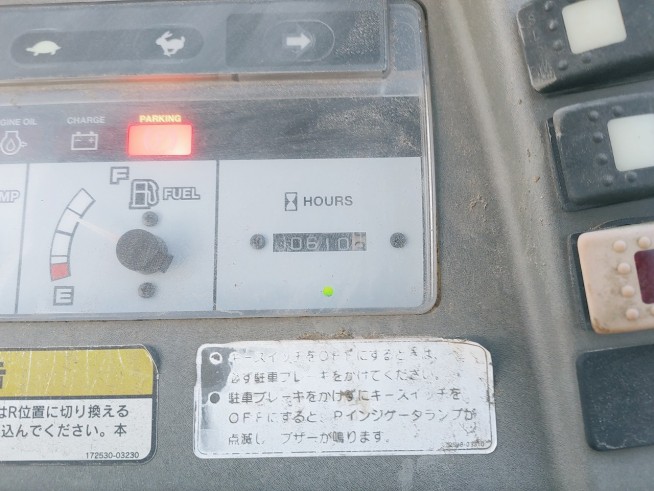 ENGINE OIL
CHARGE
PARKING
MP
F
FUEL
E
HOURS
0610
告
はR位置に切り換える
込んでください。本
172530-03230
キースイッチをOFFにするときは、
必ず駐車ブレーキをかけてください。
駐車ブレーキをかけずにキースイッチを
OFFにすると、Pインジケータランプが
点滅し、ブザーが鳴ります。